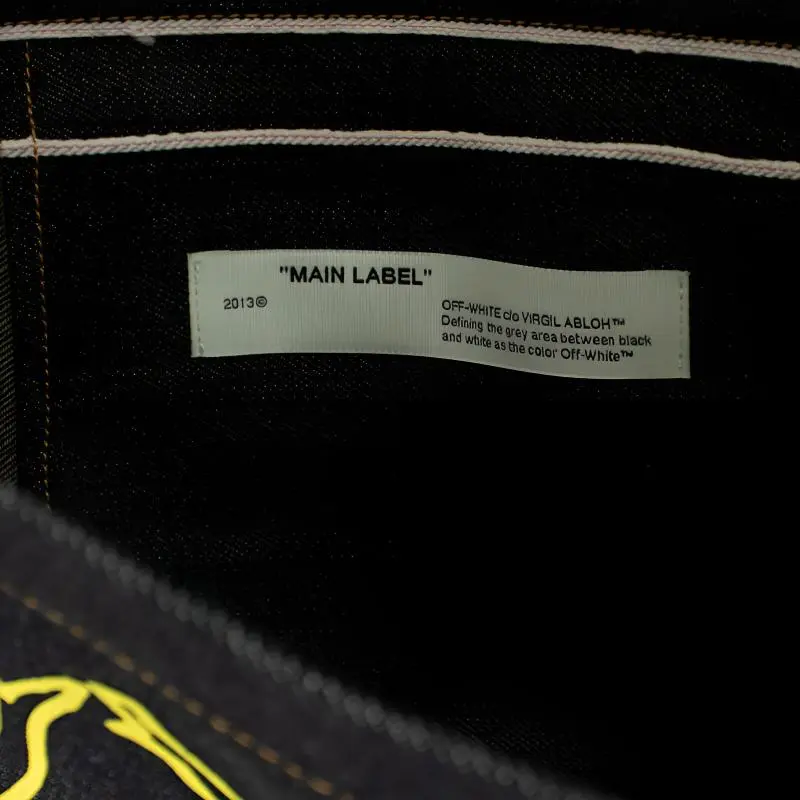 "MAIN LABEL"
2013©
OFF-WHITE c/o VIRGIL ABLOH™
Defining the grey area between black
and white as the color Off-White™